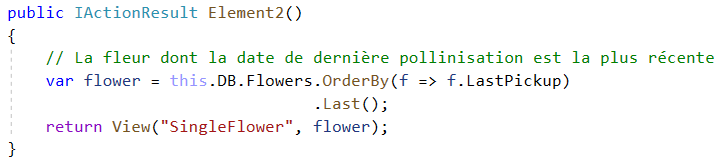 public IActionResult Element2()
{
    // La fleur dont la date de dernière pollinisation est la plus récente
    var flower = this.DB.Flowers.OrderBy(f => f.LastPickup)
                                .Last();
    return View("SingleFlower", flower);
}